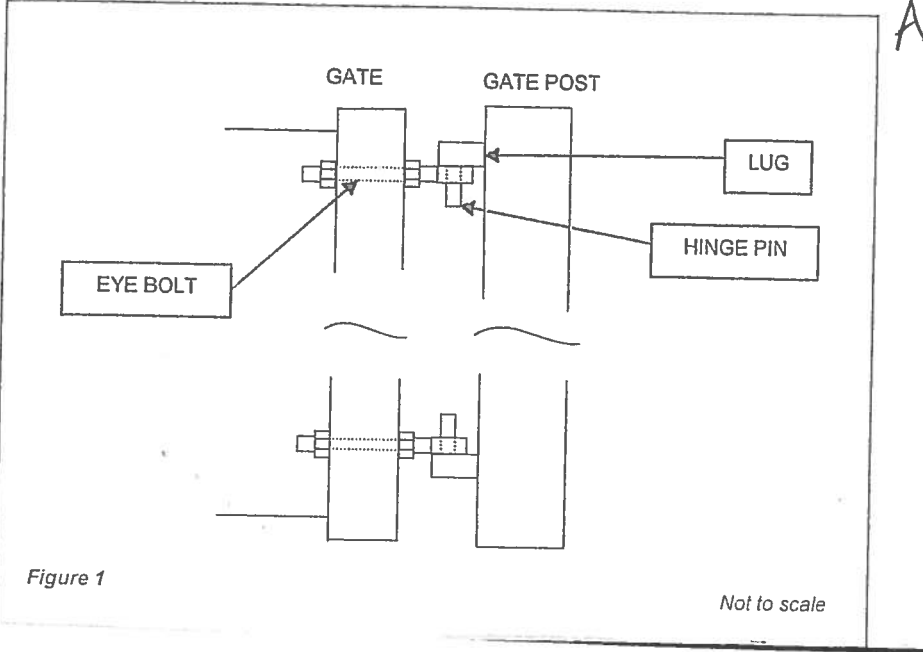 A
GATE
GATE POST
LUG
HINGE PIN
EYE BOLT
Figure 1
Not to scale